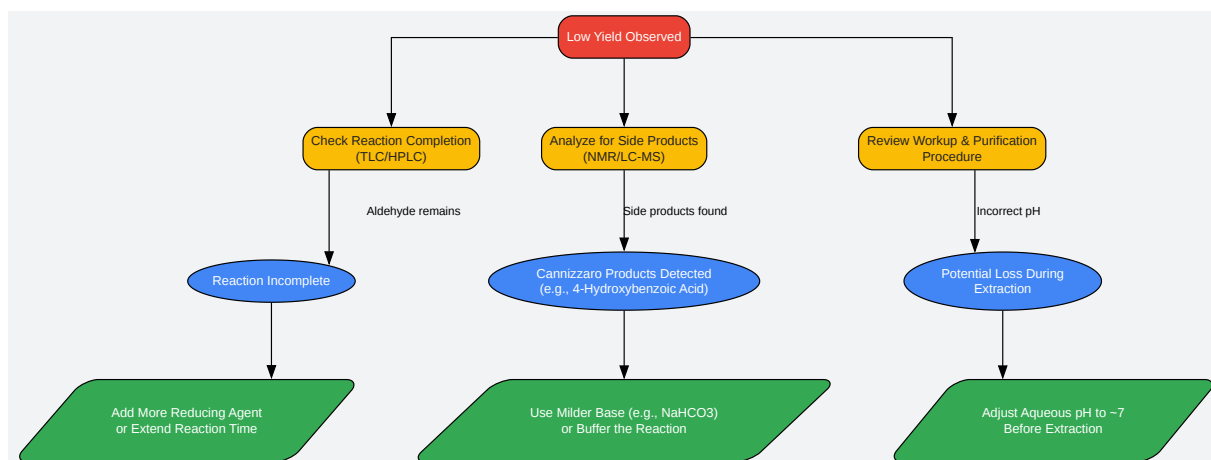 Low Yield Observed
Check Reaction Completion
(TLC/HPLC)
Analyze for Side Products
(NMR/LC-MS)
Review Workup & Purification
Procedure
Aldehyde remains
Side products found
Incorrect pH
Reaction Incomplete
Cannizzaro Products Detected
(e.g., 4-Hydroxybenzoic Acid)
Potential Loss During
Extraction
Add More Reducing Agent
or Extend Reaction Time
Use Milder Base (e.g., NaHCO3)
or Buffer the Reaction
Adjust Aqueous pH to ~7
Before Extraction